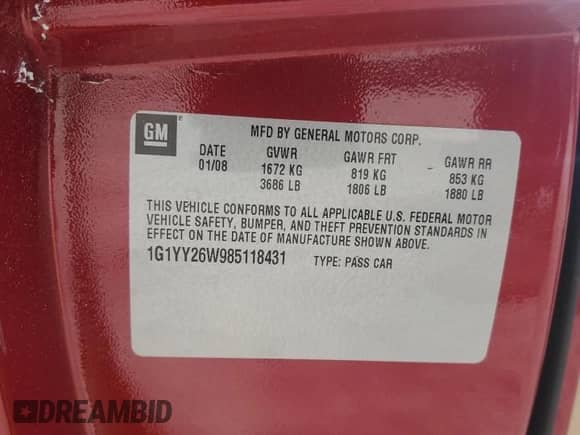 GM
®
MFD BY GENERAL MOTORS CORP.
DATE GVWR GAWR FRT GAWR RR
01/08 1672 KG 819 KG 853 KG
3686 LB 1806 LB 1880 LB
THIS VEHICLE CONFORMS TO ALL APPLICABLE U.S. FEDERAL MOTOR
VEHICLE SAFETY, BUMPER, AND THEFT PREVENTION STANDARDS IN
EFFECT ON THE DATE OF MANUFACTURE SHOWN ABOVE.
1G1YY26W985118431 TYPE: PASS CAR
DREAMBID